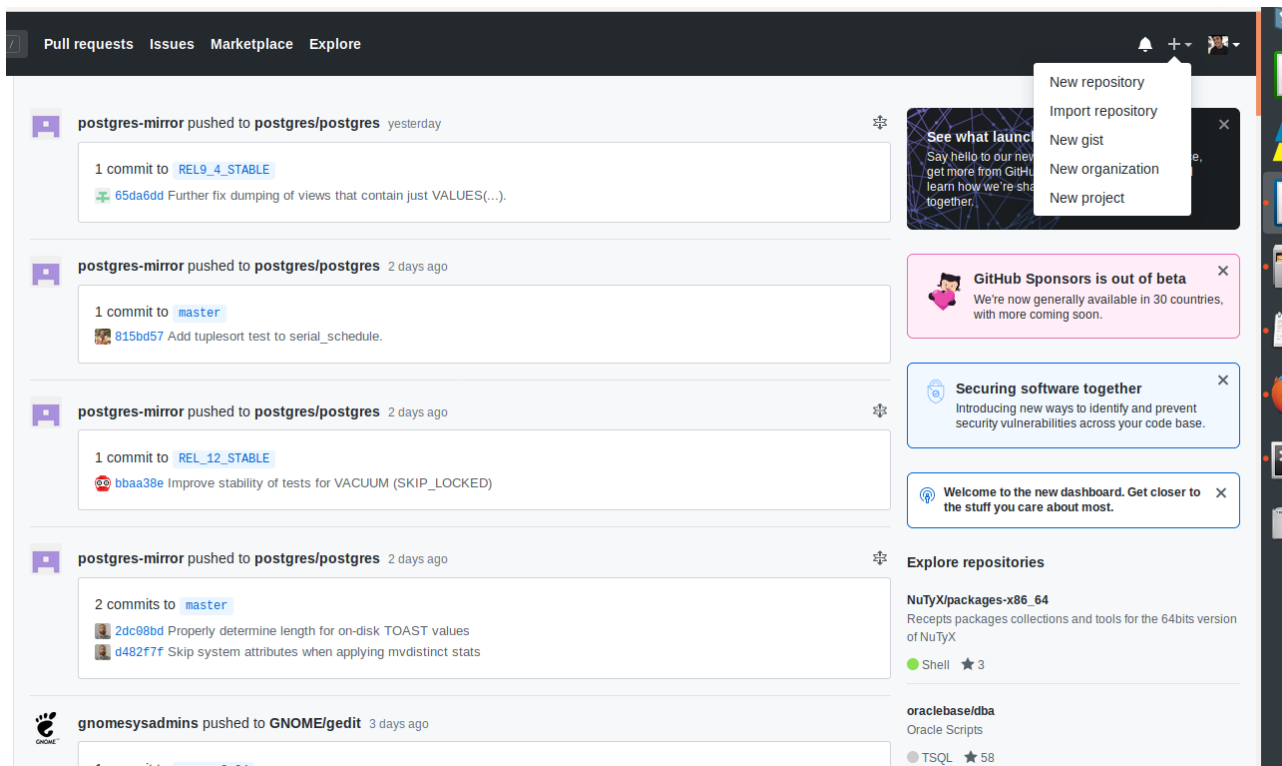 /
Pull requests Issues Marketplace Explore
New repository
Import repository
New gist
New organization
New project
postgres-mirror pushed to postgres/postgres yesterday
1 commit to REL9_4_STABLE
65da6dd Further fix dumping of views that contain just VALUES(...).
postgres-mirror pushed to postgres/postgres 2 days ago
1 commit to master
815bd57 Add tuplesort test to serial_schedule.
postgres-mirror pushed to postgres/postgres 2 days ago
1 commit to REL_12_STABLE
bbaa38e Improve stability of tests for VACUUM (SKIP_LOCKED)
postgres-mirror pushed to postgres/postgres 2 days ago
2 commits to master
2dc08bd Properly determine length for on-disk TOAST values
d482f7f Skip system attributes when applying mvdistinct stats
GNOME
gnomesysadmins pushed to GNOME/gedit 3 days ago
See what
Say hello to our new
get more from
learn how we're
together.
GitHub Sponsors is out of beta
We're now generally available in 30 countries,
with more coming soon.
Securing software together
Introducing new ways to identify and prevent
security vulnerabilities across your code base.
Welcome to the new dashboard. Get closer to
the stuff you care about most.
Explore repositories
NuTyX/packages-x86_64
Recepts packages collections and tools for the 64bits version
of NuTyX
Shell 3
oraclebase/dba
Oracle Scripts
TSQL 58